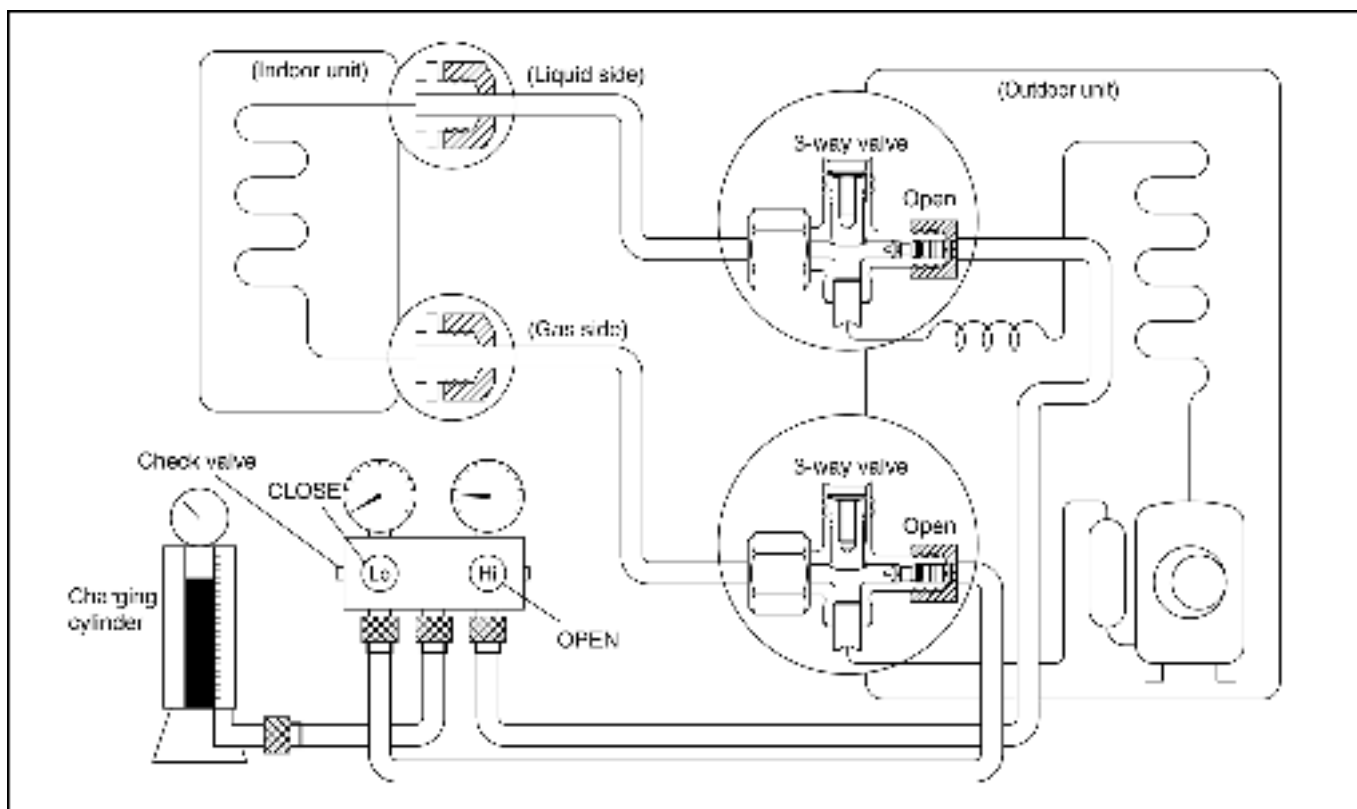 (Indoor unit)
(Liquid side)
(Outdoor unit)
3-way valve
Open
(Gas side)
3-way valve
Open
Check valve
CLOSE
Lo
Hi
Charging
cylinder
OPEN